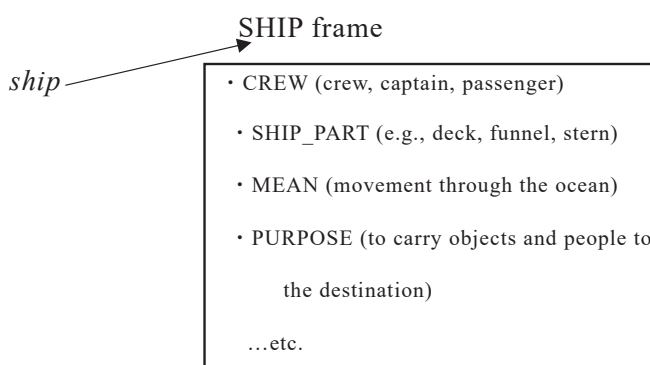 SHIP frame
ship
・CREW (crew, captain, passenger)
・SHIP_PART (e.g., deck, funnel, stern)
・MEAN (movement through the ocean)
・PURPOSE (to carry objects and people to
the destination)
…etc.